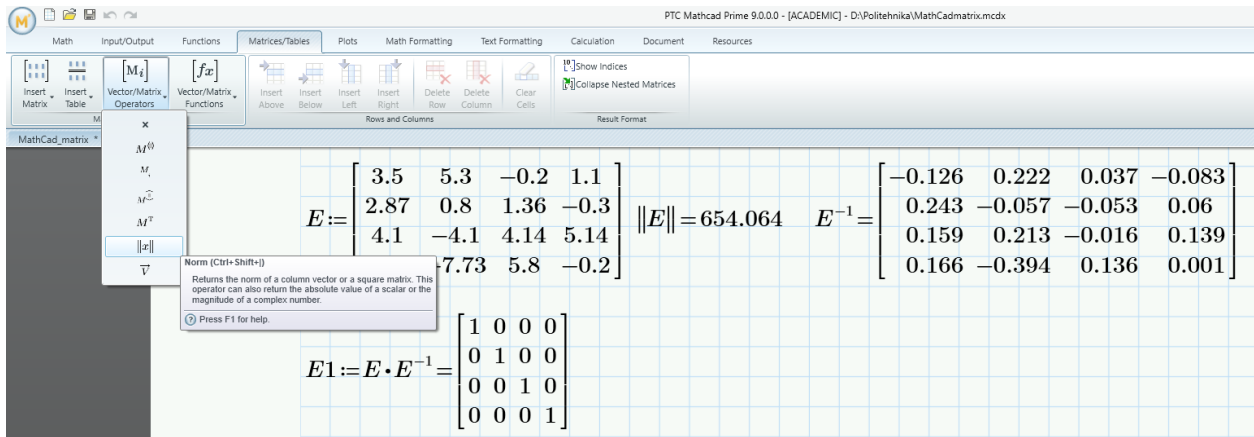 PTC Mathcad Prime 9.0.0.0 - [ACADEMIC] - D:\Politehnika\MathCadmatrix.mcdx
Math Input/Output Functions Matrices/Tables Plots Math Formatting Text Formatting Calculation Document Resources
[M_i] [fx] Show Indices
Collapse Nested Matrices
Insert Matrix Insert Table Vector/Matrix Operators Vector/Matrix Functions Insert Above Insert Below Insert Left Insert Right Delete Row Delete Column Clear Cells
Rows and Columns Result Format
MathCad_matrix *
×
M^⟨⟩
M
M
M^T
‖x‖
V⃗
Norm (Ctrl+Shift+|)
Returns the norm of a column vector or a square matrix. This
operator can also return the absolute value of a scalar or the
magnitude of a complex number.
Press F1 for help.
3.5 5.3 −0.2 1.1
E:= 2.87 0.8 1.36 −0.3 ‖E‖=654.064
4.1 −4.1 4.14 5.14
7.73 5.8 −0.2
−0.126 0.222 0.037 −0.083
E⁻¹= 0.243 −0.057 −0.053 0.06
0.159 0.213 −0.016 0.139
0.166 −0.394 0.136 0.001
1 0 0 0
E1:=E·E⁻¹= 0 1 0 0
0 0 1 0
0 0 0 1